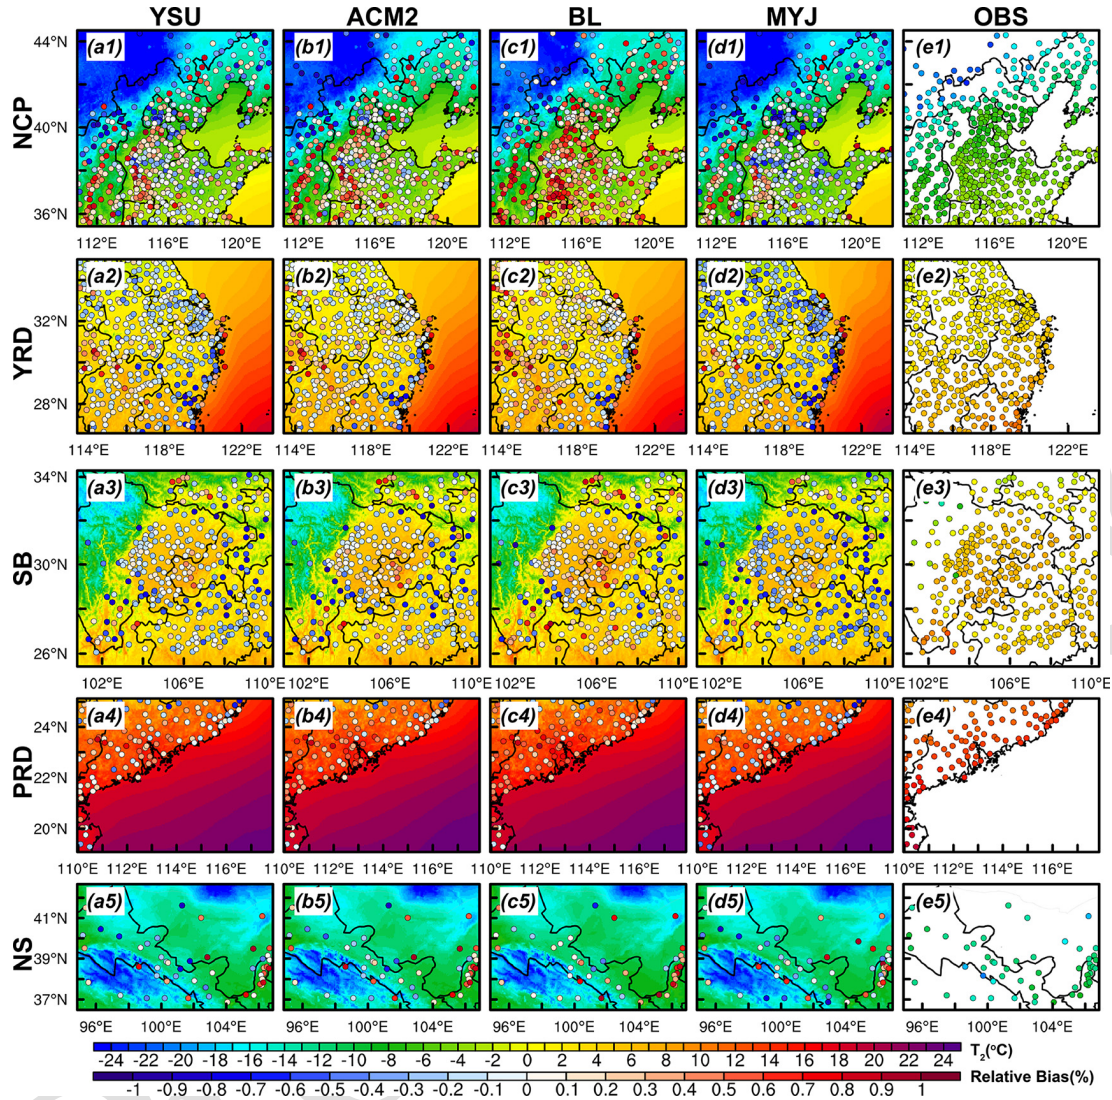 YSU ACM2 BL MYJ OBS
NCP
44°N (a1) (b1) (c1) (d1) (e1)
40°N
36°N
112°E 116°E 120°E 112°E 116°E 120°E 112°E 116°E 120°E 112°E 116°E 120°E 112°E 116°E 120°E
YRD
(a2) (b2) (c2) (d2) (e2)
32°N
28°N
114°E 118°E 122°E 114°E 118°E 122°E 114°E 118°E 122°E 114°E 118°E 122°E 114°E 118°E 122°E
SB
34°N (a3) (b3) (c3) (d3) (e3)
30°N
26°N
102°E 106°E 110°E 102°E 106°E 110°E 102°E 106°E 110°E 102°E 106°E 110°E 102°E 106°E 110°E
PRD
24°N (a4) (b4) (c4) (d4) (e4)
22°N
20°N
110°E 112°E 114°E 116°E 110°E 112°E 114°E 116°E 110°E 112°E 114°E 116°E 110°E 112°E 114°E 116°E 110°E 112°E 114°E 116°E
NS
41°N (a5) (b5) (c5) (d5) (e5)
39°N
37°N
96°E 100°E 104°E 96°E 100°E 104°E 96°E 100°E 104°E 96°E 100°E 104°E 96°E 100°E 104°E
-24 -22 -20 -18 -16 -14 -12 -10 -8 -6 -4 -2 0 2 4 6 8 10 12 14 16 18 20 22 24 T2(°C)
-1 -0.9 -0.8 -0.7 -0.6 -0.5 -0.4 -0.3 -0.2 -0.1 0 0.1 0.2 0.3 0.4 0.5 0.6 0.7 0.8 0.9 1 Relative Bias(%)